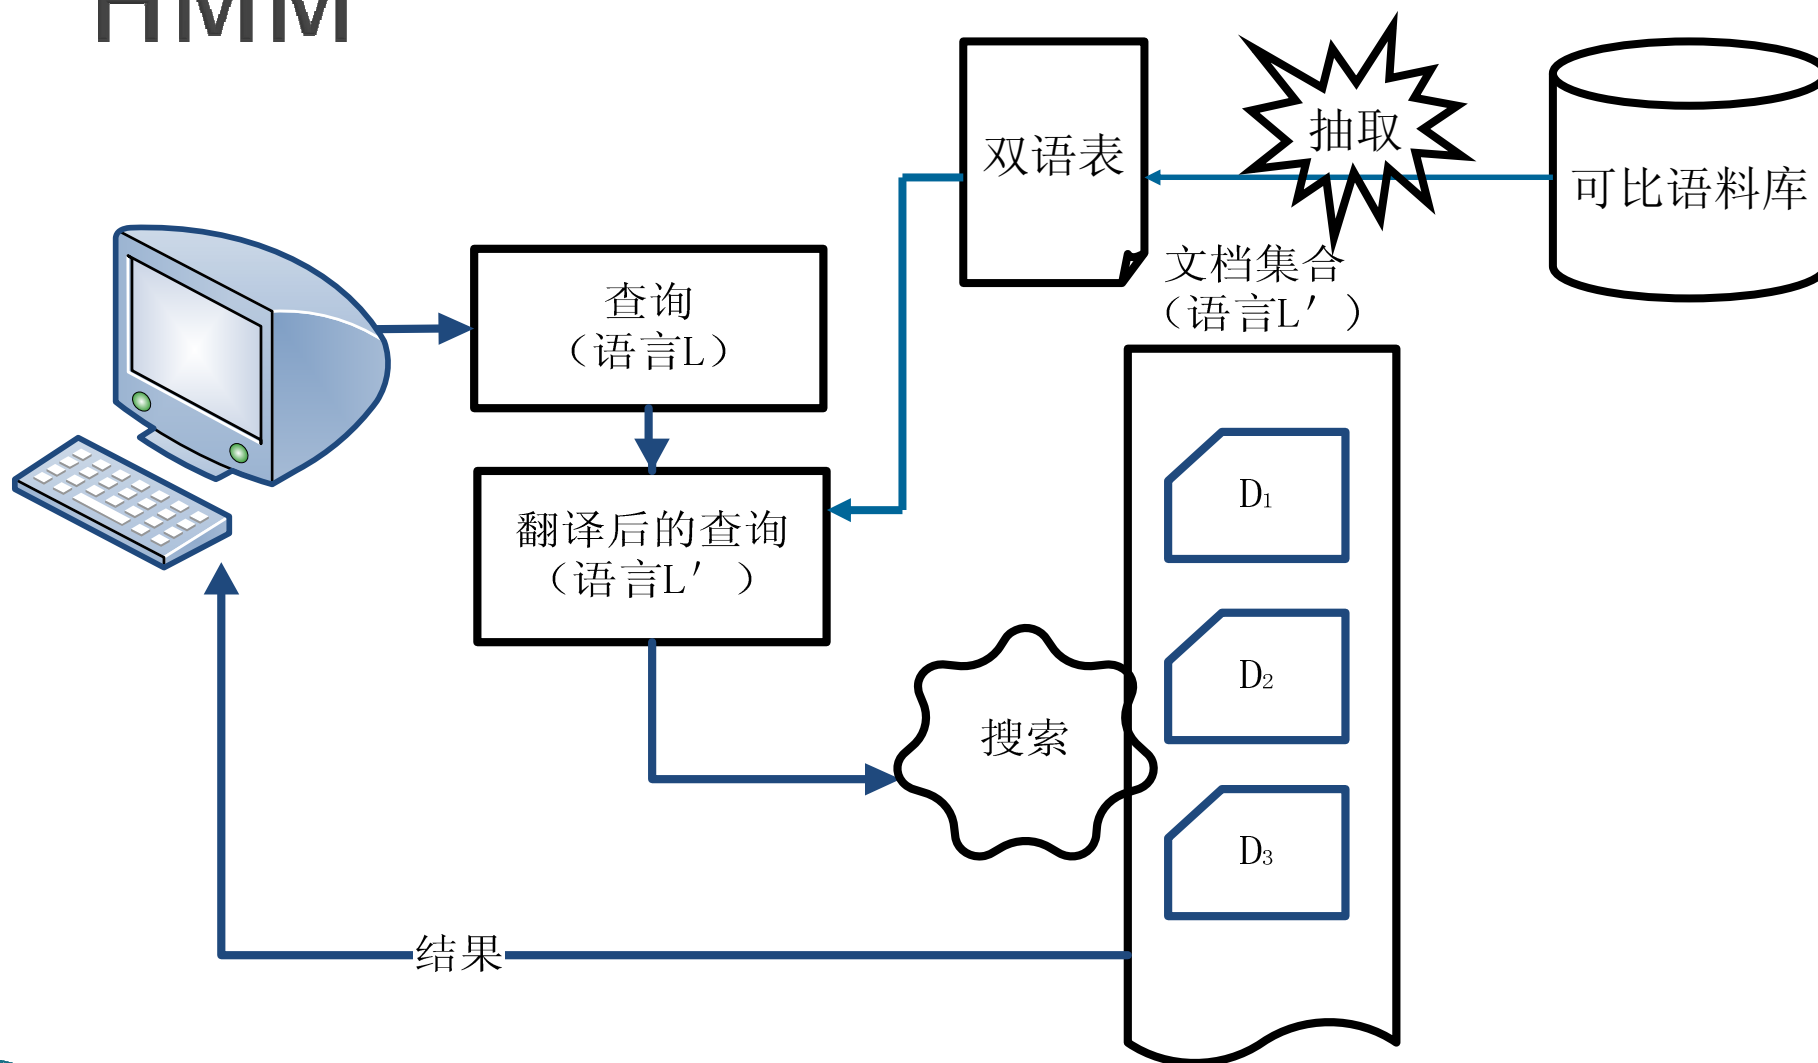 HMM
双语表
抽取
可比语料库
文档集合
（语言L′）
查询
（语言L）
翻译后的查询
（语言L′）
D₁
D₂
D₃
搜索
结果